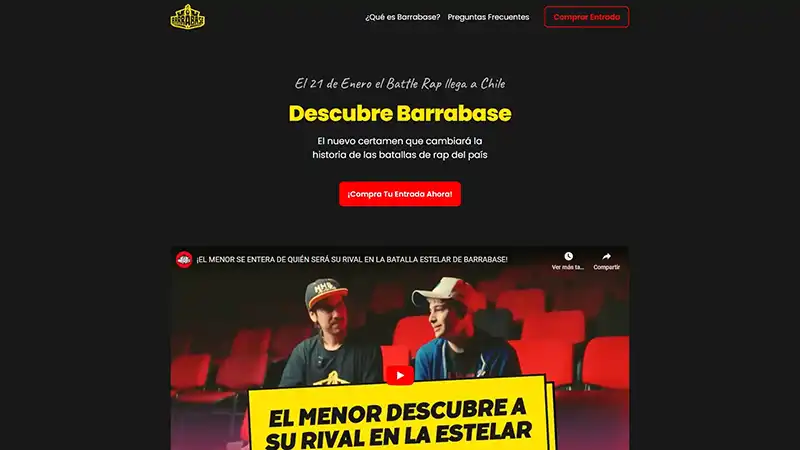 BARRABASE
¿Qué es Barrabase?
Preguntas Frecuentes
Comprar Entrada
El 21 de Enero el Battle Rap llega a Chile
Descubre Barrabase
El nuevo certamen que cambiará la
historia de las batallas de rap del país
¡Compra Tu Entrada Ahora!
¡EL MENOR SE ENTERA DE QUIÉN SERÁ SU RIVAL EN LA BATALLA ESTELAR DE BARRABASE!
Ver más ta...
Compartir
EL MENOR DESCUBRE A
SU RIVAL EN LA ESTELAR